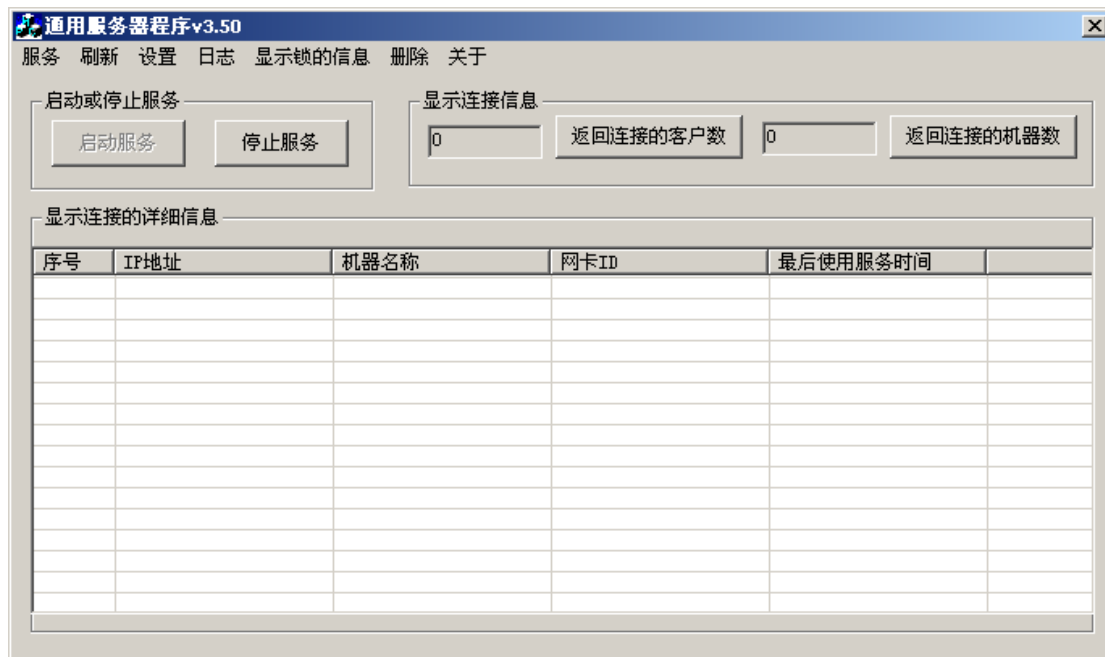 通用服务器程序v3.50
服务 刷新 设置 日志 显示锁的信息 删除 关于
启动或停止服务 显示连接信息
启动服务 停止服务 0 返回连接的客户数 0 返回连接的机器数
显示连接的详细信息
序号 IP地址 机器名称 网卡ID 最后使用服务时间